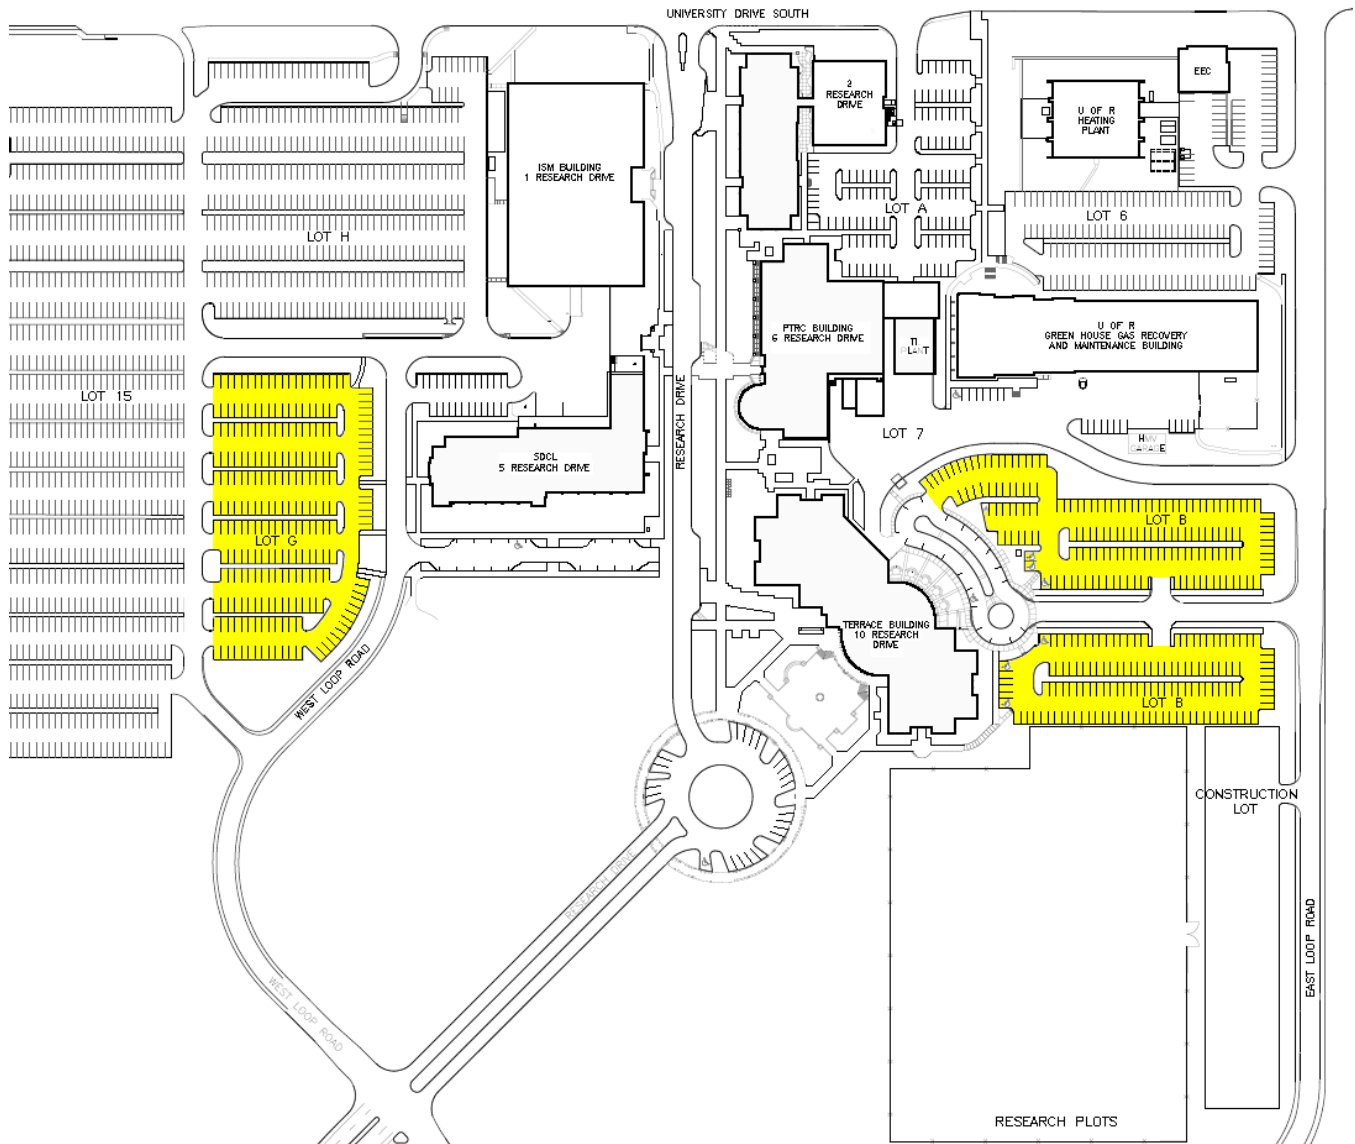 UNIVERSITY DRIVE SOUTH
EEC
2
RESEARCH
DRIVE
U OF R
HEATING
PLANT
ISM BUILDING
1 RESEARCH DRIVE
LOT A
LOT 6
LOT H
PTRC BUILDING
6 RESEARCH DRIVE
TI
PLANT
U OF R
GREEN HOUSE GAS RECOVERY
AND MAINTENANCE BUILDING
LOT 15
RESEARCH DRIVE
LOT 7
HMV
GARAGE
SDCL
5 RESEARCH DRIVE
LOT B
LOT G
TERRACE BUILDING
10 RESEARCH
DRIVE
WEST LOOP ROAD
LOT B
CONSTRUCTION
LOT
RESEARCH DRIVE
EAST LOOP ROAD
WEST LOOP ROAD
RESEARCH PLOTS